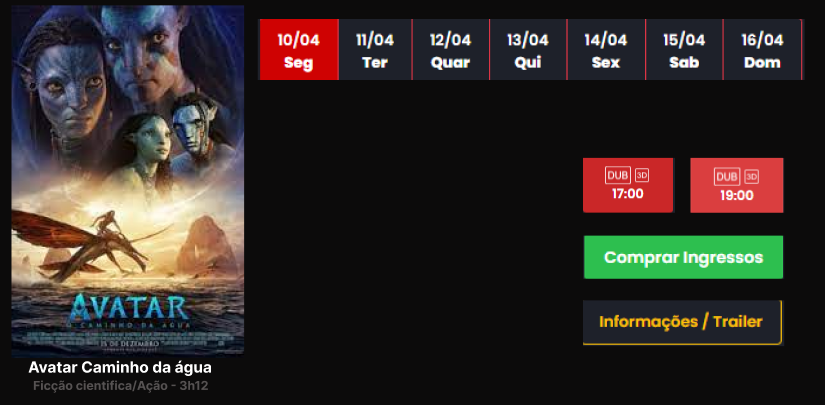 10/04 11/04 12/04 13/04 14/04 15/04 16/04
Seg Ter Quar Qui Sex Sab Dom
DUB 3D DUB 3D
17:00 19:00
Comprar Ingressos
Informações / Trailer
AVATAR
O CAMINHO DA ÁGUA
15 DE DEZEMBRO
Avatar Caminho da água
Ficção cientifica/Ação - 3h12